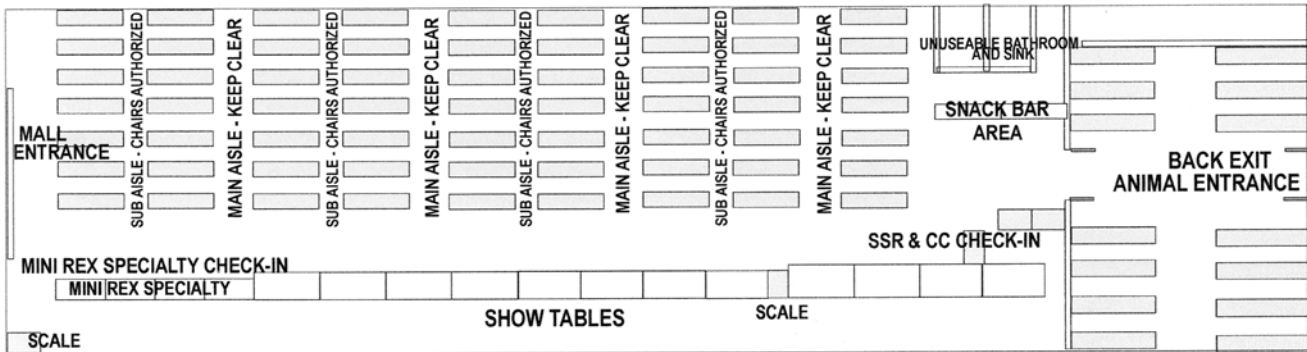 SUB AISLE - CHAIRS AUTHORIZED
MAIN AISLE - KEEP CLEAR
SUB AISLE - CHAIRS AUTHORIZED
MAIN AISLE - KEEP CLEAR
SUB AISLE - CHAIRS AUTHORIZED
MAIN AISLE - KEEP CLEAR
SUB AISLE - CHAIRS AUTHORIZED
MAIN AISLE - KEEP CLEAR
UNUSEABLE BATHROOM
AND SINK
SNACK BAR
AREA
MALL
ENTRANCE
BACK EXIT
ANIMAL ENTRANCE
SSR & CC CHECK-IN
MINI REX SPECIALTY CHECK-IN
MINI REX SPECIALTY
SHOW TABLES
SCALE
SCALE